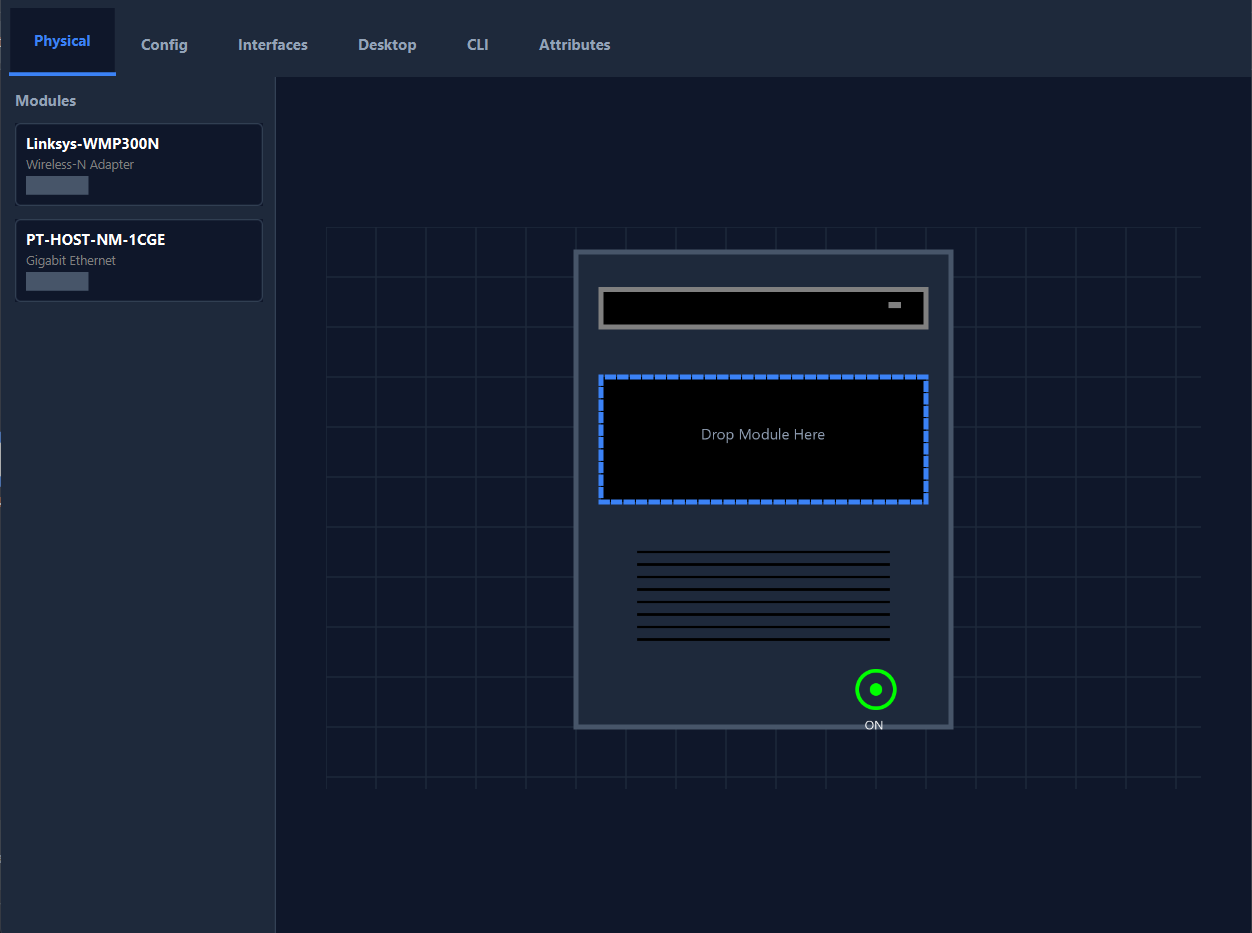 Physical
Config
Interfaces
Desktop
CLI
Attributes
Modules
Linksys-WMP300N
Wireless-N Adapter
PT-HOST-NM-1CGE
Gigabit Ethernet
Drop Module Here
ON